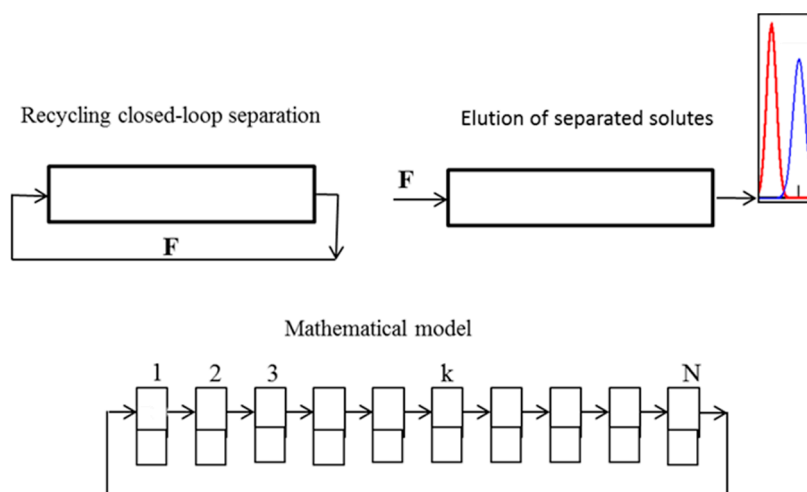 Recycling closed-loop separation
Elution of separated solutes
F
F
Mathematical model
1 2 3 k N